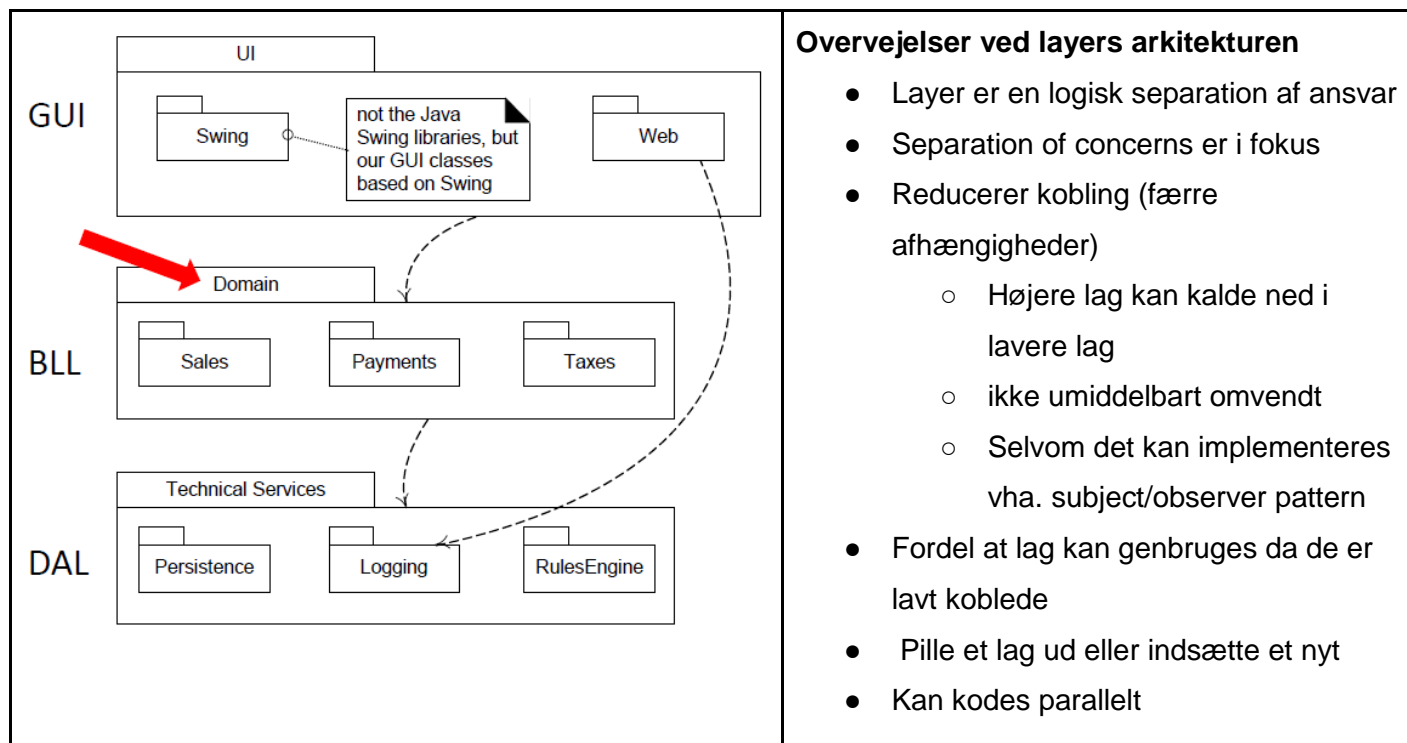 UI
GUI
Swing
not the Java
Swing libraries, but
our GUI classes
based on Swing
Web
Domain
BLL
Sales
Payments
Taxes
Technical Services
DAL
Persistence
Logging
RulesEngine
Overvejelser ved layers arkitekturen
● Layer er en logisk separation af ansvar
● Separation of concerns er i fokus
● Reducerer kobling (færre
afhængigheder)
○ Højere lag kan kalde ned i
lavere lag
○ ikke umiddelbart omvendt
○ Selvom det kan implementeres
vha. subject/observer pattern
● Fordel at lag kan genbruges da de er
lavt koblede
● Pille et lag ud eller indsætte et nyt
● Kan kodes parallelt